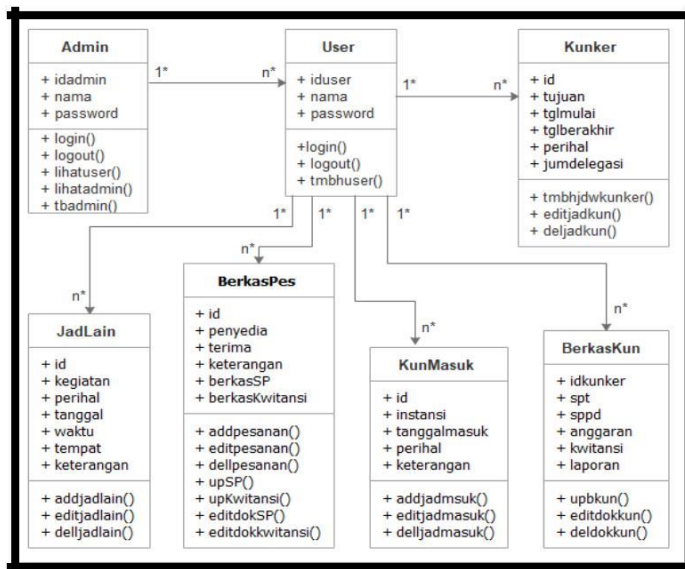 Admin
+ idadmin
+ nama
+ password
+ login()
+ logout()
+ lihatuser()
+ lihatadmin()
+ tbadmin()
1*
n*
User
+ iduser
+ nama
+ password
+login()
+ logout()
+ tmbhuser()
1*
n*
Kunker
+ id
+ tujuan
+ tglmulai
+ tglberakhir
+ perihal
+ jumdelegasi
+ tmbhjdwkunker()
+ editjadkun()
+ deljadkun()
1*
1*
1*
1*
n*
n*
n*
n*
JadLain
+ id
+ kegiatan
+ perihal
+ tanggal
+ waktu
+ tempat
+ keterangan
+ addjadlain()
+ editjadlain()
+ delljadlain()
BerkasPes
+ id
+ penyedia
+ terima
+ keterangan
+ berkasSP
+ berkasKwitansi
+ addpesanan()
+ editpesanan()
+ dellpesanan()
+ upSP()
+ upKwitansi()
+ editdokSP()
+ editdokkwitansi()
KunMasuk
+ id
+ instansi
+ tanggalmasuk
+ perihal
+ keterangan
+ addjadmsuk()
+ editjadmasuk()
+ delljadmasuk()
BerkasKun
+ idkunker
+ spt
+ sppd
+ anggaran
+ kwitansi
+ laporan
+ upbkun()
+ editdokkun()
+ deldokkun()